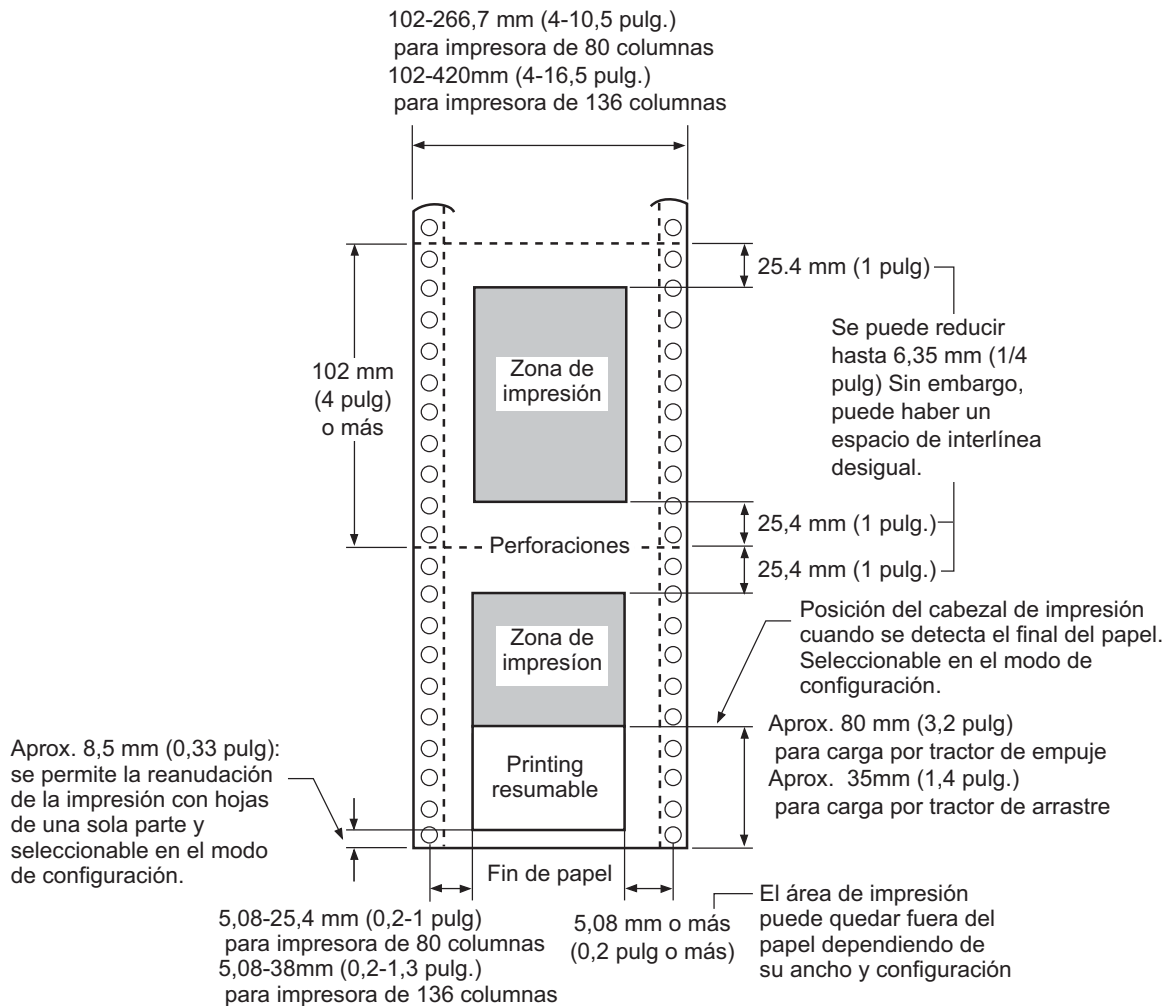 102-266,7 mm (4-10,5 pulg.)
para impresora de 80 columnas
102-420mm (4-16,5 pulg.)
para impresora de 136 columnas
25.4 mm (1 pulg)
Se puede reducir
hasta 6,35 mm (1/4
pulg) Sin embargo,
puede haber un
espacio de interlínea
desigual.
102 mm
(4 pulg)
o más
Zona de
impresión
25,4 mm (1 pulg.)
Perforaciones
25,4 mm (1 pulg.)
Zona de
impresíon
Posición del cabezal de impresión
cuando se detecta el final del papel.
Seleccionable en el modo de
configuración.
Aprox. 80 mm (3,2 pulg)
para carga por tractor de empuje
Aprox. 35mm (1,4 pulg.)
para carga por tractor de arrastre
Aprox. 8,5 mm (0,33 pulg):
se permite la reanudación
de la impresión con hojas
de una sola parte y
seleccionable en el modo
de configuración.
Printing
resumable
Fin de papel
5,08-25,4 mm (0,2-1 pulg)
para impresora de 80 columnas
5,08-38mm (0,2-1,3 pulg.)
para impresora de 136 columnas
5,08 mm o más
(0,2 pulg o más)
El área de impresión
puede quedar fuera del
papel dependiendo de
su ancho y configuración